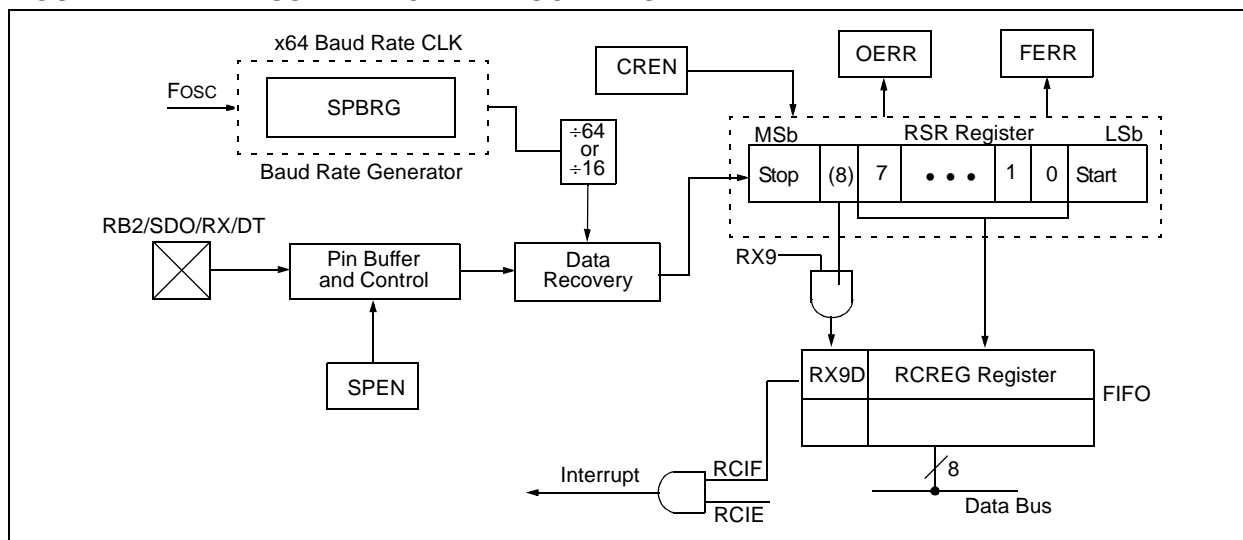 x64 Baud Rate CLK
FOSC
SPBRG
Baud Rate Generator
÷64
or
÷16
CREN
OERR
FERR
MSb
RSR Register
LSb
Stop
(8)
7
• • •
1
0
Start
RB2/SDO/RX/DT
Pin Buffer
and Control
Data
Recovery
RX9
SPEN
RX9D
RCREG Register
FIFO
Interrupt
RCIF
RCIE
8
Data Bus